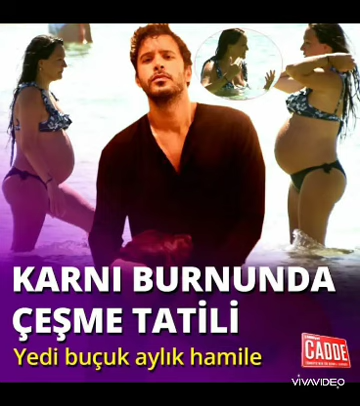 KARNI BURNUNDA
ÇEŞME TATİLİ
Yedi buçuk aylık hamile
CADDE
VIVAVIDEO